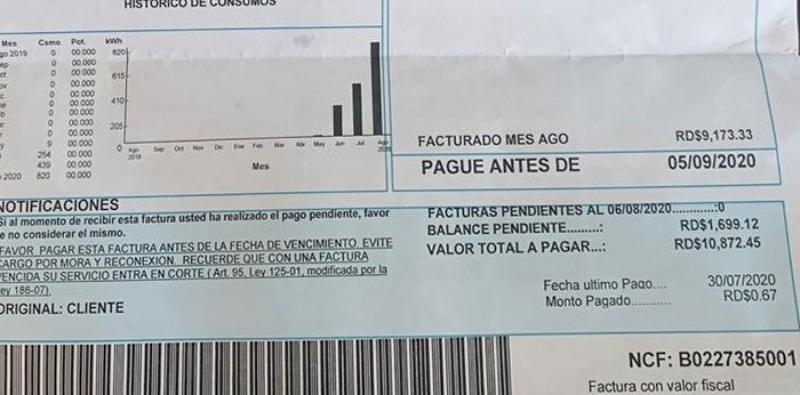 HISTORICO DE CONSUMOS
Mes Csmo Pot. kWh
go 2019 0 00.000 820
ep 0 00.000
ct 0 00.000 615
ov 0 00.000
c 0 00.000
e 0 00.000 410
b 0 00.000
r 0 00.000
r 0 00.000 205
y 9 00.000
254 00.000 0
439 00.000
2020 820 00.000
Ago 2019 Sep Oct Nov Dic Ene Feb Mar Abr May Jun Jul Ago
Mes
FACTURADO MES AGO RD$9,173.33
PAGUE ANTES DE 05/09/2020
NOTIFICACIONES
Si al momento de recibir esta factura usted ha realizado el pago pendiente, favor
e no considerar el mismo.
FAVOR PAGAR ESTA FACTURA ANTES DE LA FECHA DE VENCIMIENTO. EVITE
CARGO POR MORA Y RECONEXION. RECUERDE QUE CON UNA FACTURA
VENCIDA SU SERVICIO ENTRA EN CORTE ( Art. 95, Ley 125-01, modificada por la
ey 186-07)
ORIGINAL: CLIENTE
FACTURAS PENDIENTES AL 06/08/2020...........:0
BALANCE PENDIENTE.........: RD$1,699.12
VALOR TOTAL A PAGAR...: RD$10,872.45
Fecha ultimo Pago.... 30/07/2020
Monto Pagado........... RD$0.67
NCF: B0227385001
Factura con valor fiscal